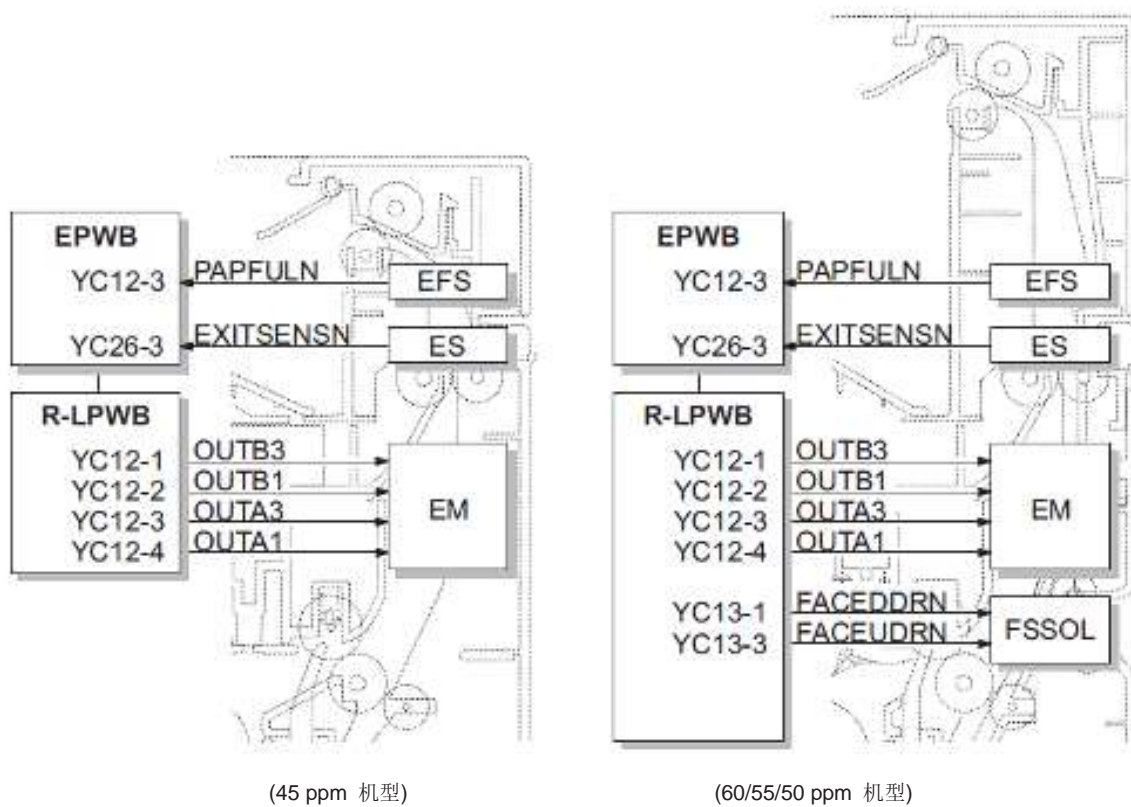 EPWB
YC12-3 PAPFULN EFS
YC26-3 EXITSENSN ES
R-LPWB
YC12-1 OUTB3
YC12-2 OUTB1
YC12-3 OUTA3
YC12-4 OUTA1
EM
(45 ppm 机型)
EPWB
YC12-3 PAPFULN EFS
YC26-3 EXITSENSN ES
R-LPWB
YC12-1 OUTB3
YC12-2 OUTB1
YC12-3 OUTA3
YC12-4 OUTA1
EM
YC13-1 FACEDDRN
YC13-3 FACEUDRN
FSSOL
(60/55/50 ppm 机型)